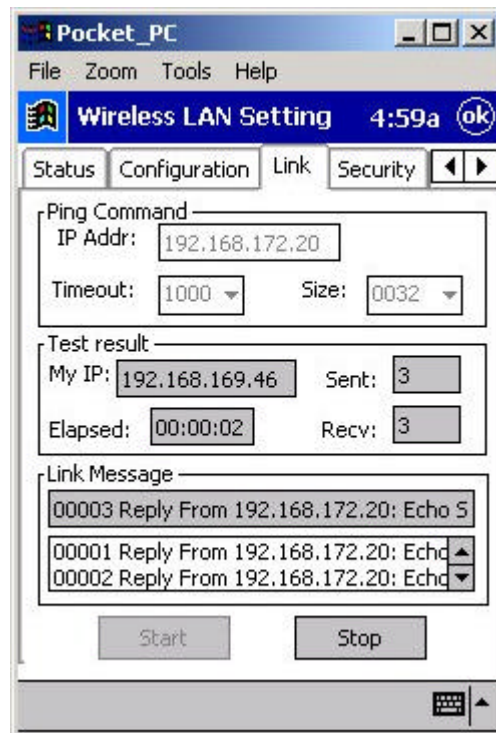 Pocket_PC
File Zoom Tools Help
Wireless LAN Setting 4:59a ok
Status Configuration Link Security
Ping Command
IP Addr: 192.168.172.20
Timeout: 1000 Size: 0032
Test result
My IP: 192.168.169.46 Sent: 3
Elapsed: 00:00:02 Recv: 3
Link Message
00003 Reply From 192.168.172.20: Echo S
00001 Reply From 192.168.172.20: Echo
00002 Reply From 192.168.172.20: Echo
Start Stop